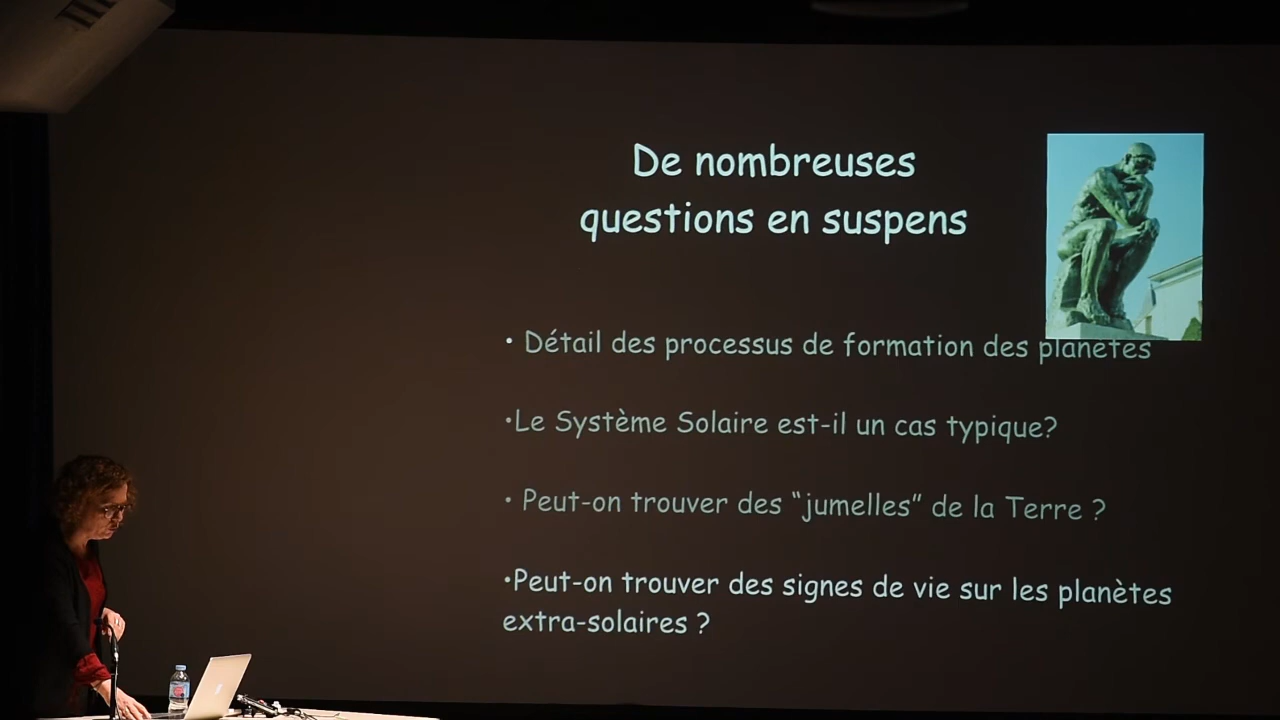 De nombreuses
questions en suspens
• Détail des processus de formation des planètes
•Le Système Solaire est-il un cas typique?
• Peut-on trouver des “jumelles” de la Terre ?
•Peut-on trouver des signes de vie sur les planètes
extra-solaires ?